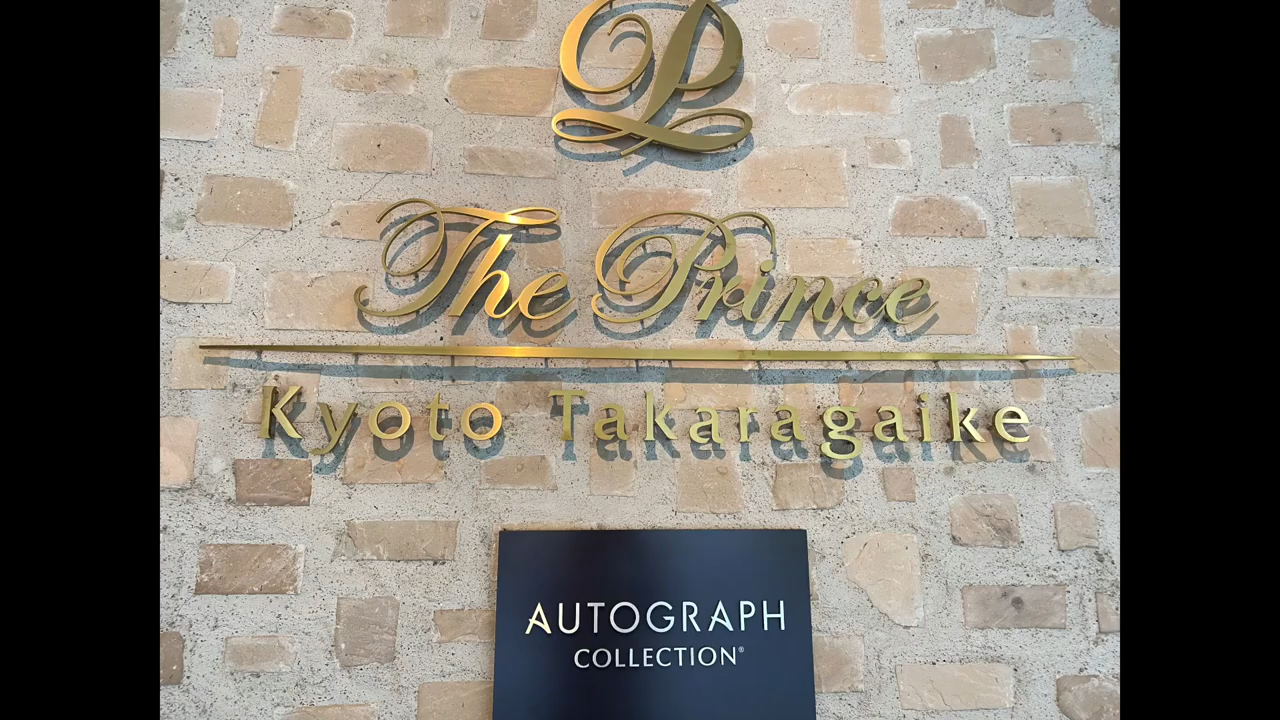 P
The Prince
Kyoto Takaragaike
AUTOGRAPH
COLLECTION®